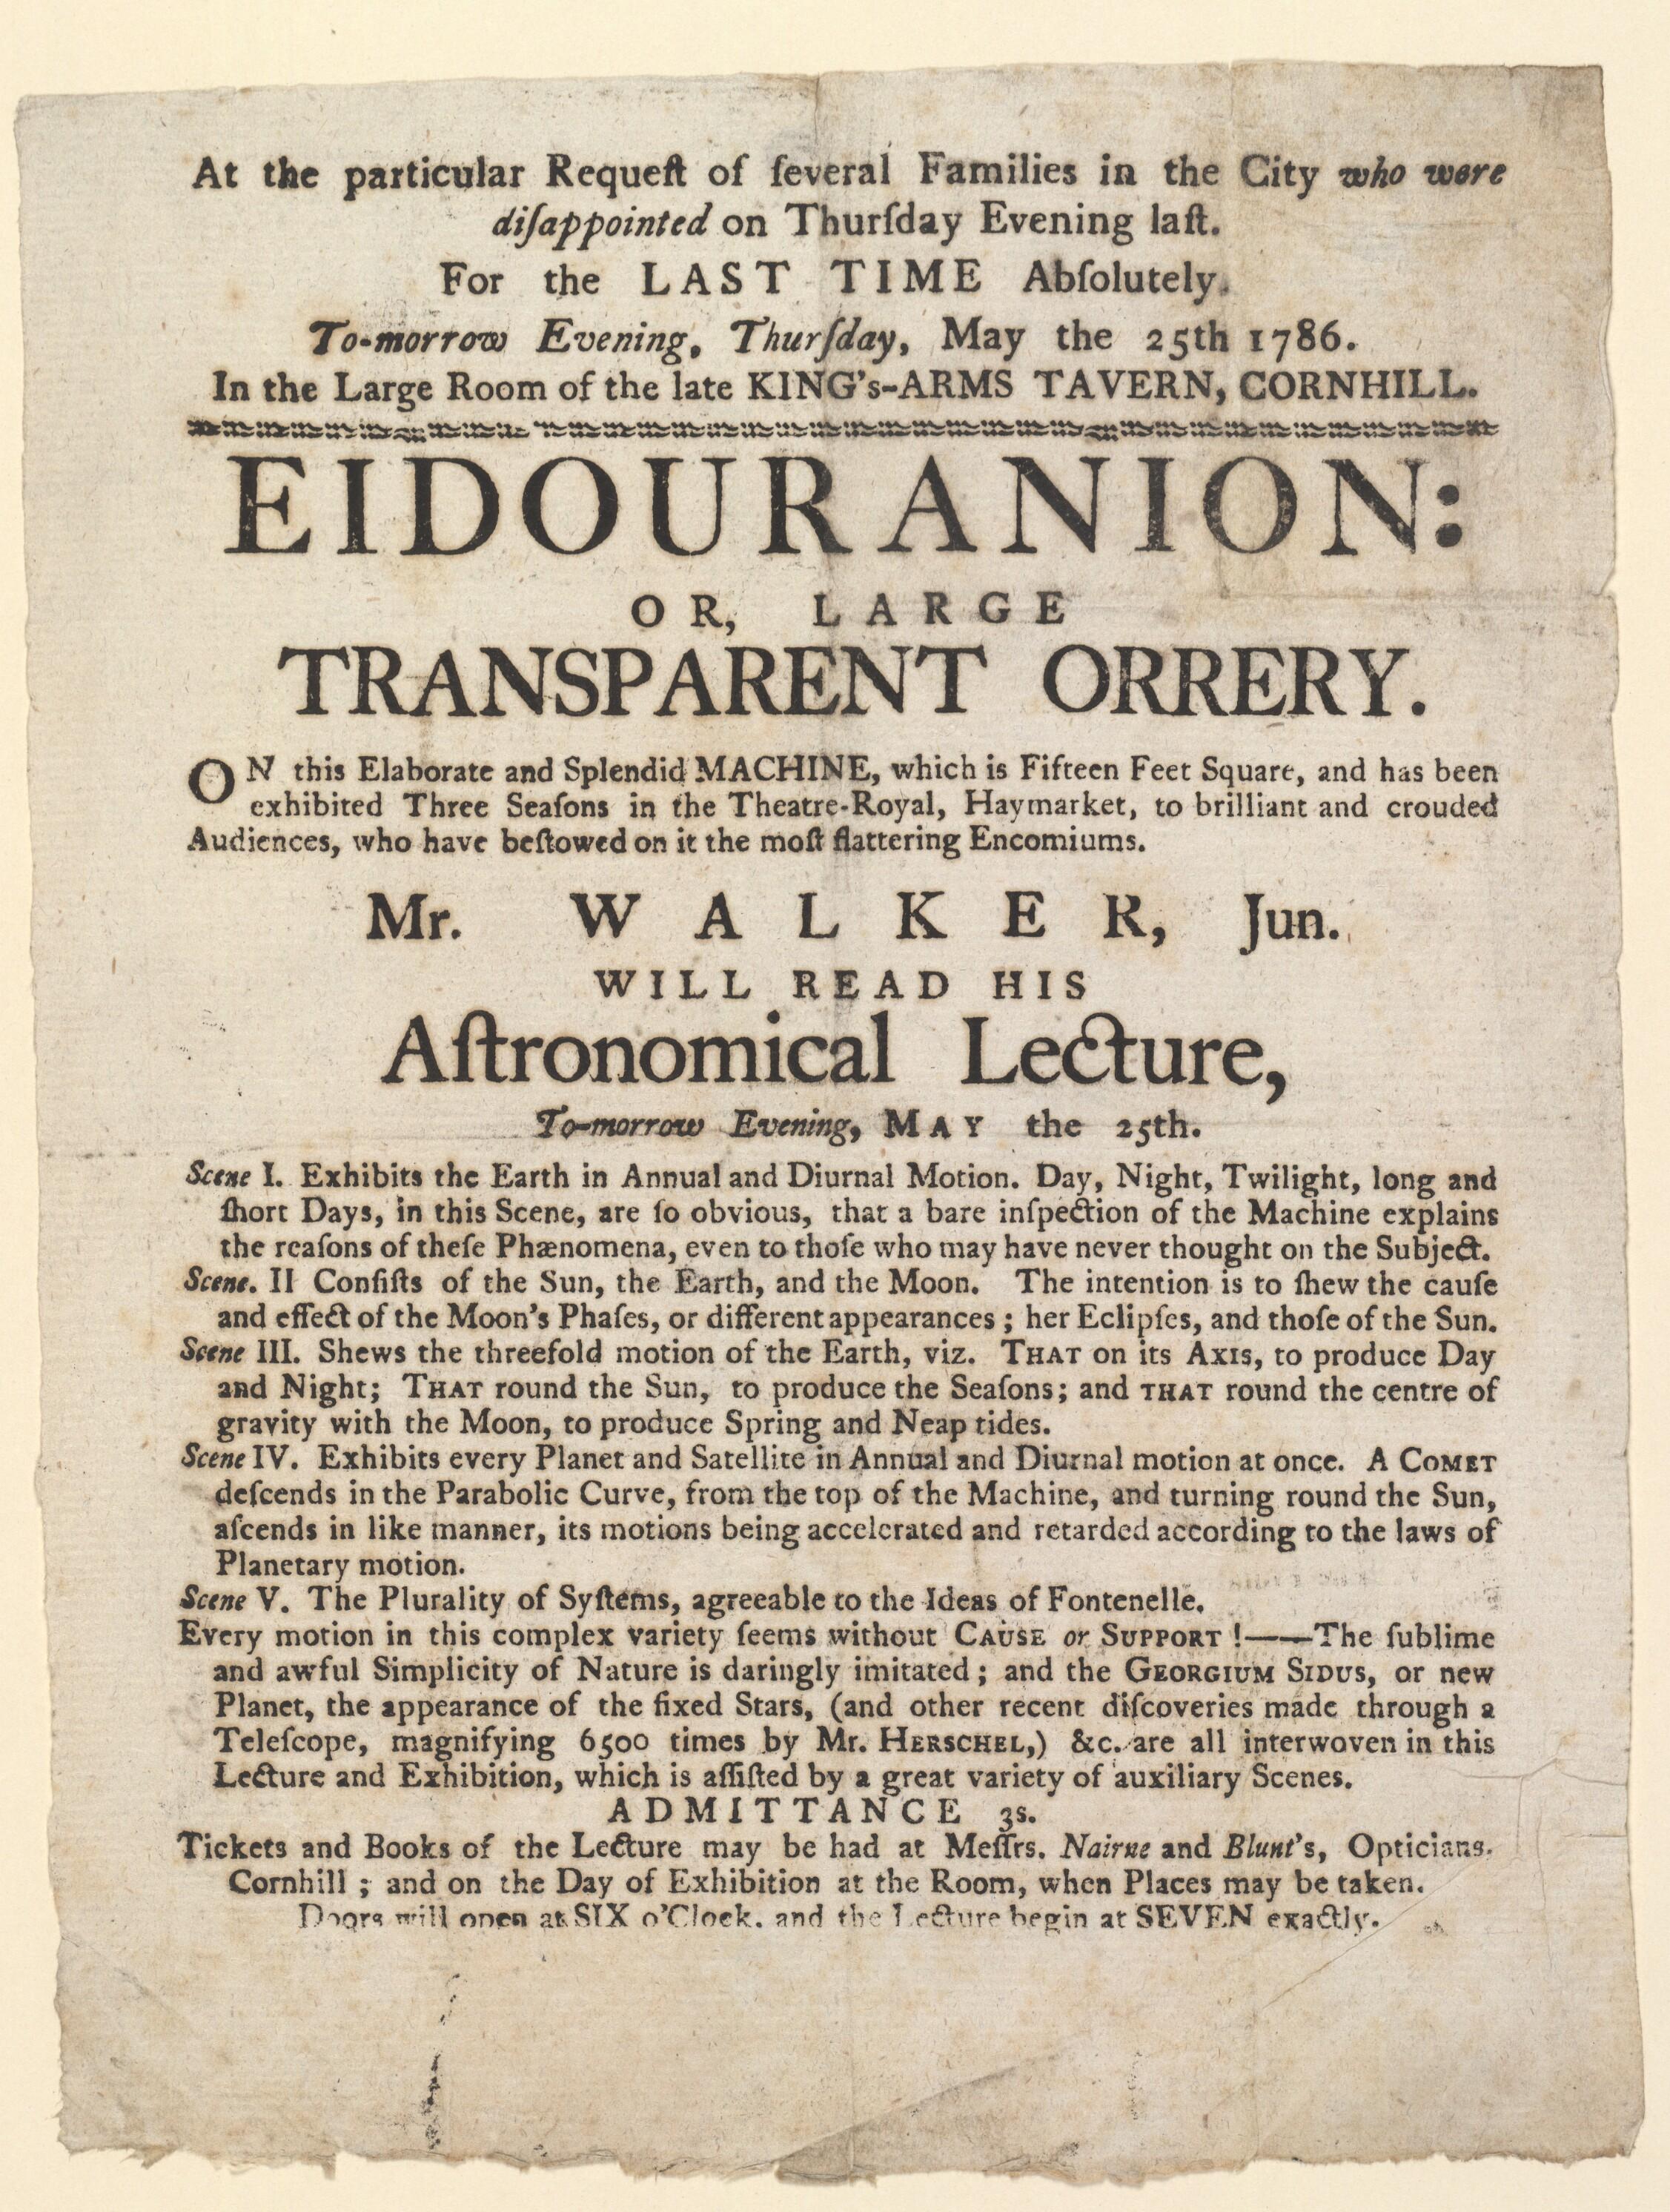 At the particular Requeſt of ſeveral Families in the City who were
diſappointed on Thurſday Evening laſt.
For the LAST TIME Abſolutely.
To-morrow Evening, Thurſday, May the 25th 1786.
In the Large Room of the late KING's-ARMS TAVERN, CORNHILL.
EIDOURANION:
OR, LARGE
TRANSPARENT ORRERY.
ON this Elaborate and Splendid MACHINE, which is Fifteen Feet Square, and has been
exhibited Three Seaſons in the Theatre-Royal, Haymarket, to brilliant and crouded
Audiences, who have beſtowed on it the moſt flattering Encomiums.
Mr. WALKER, Jun.
WILL READ HIS
Aſtronomical Lecture,
To-morrow Evening, MAY the 25th.
Scene I. Exhibits the Earth in Annual and Diurnal Motion. Day, Night, Twilight, long and
ſhort Days, in this Scene, are ſo obvious, that a bare inſpection of the Machine explains
the reaſons of theſe Phænomena, even to thoſe who may have never thought on the Subject.
Scene. II Conſiſts of the Sun, the Earth, and the Moon. The intention is to ſhew the cauſe
and effect of the Moon's Phaſes, or different appearances; her Eclipſes, and thoſe of the Sun.
Scene III. Shews the threefold motion of the Earth, viz. THAT on its AXIS, to produce Day
and Night; THAT round the Sun, to produce the Seaſons; and THAT round the centre of
gravity with the Moon, to produce Spring and Neap tides.
Scene IV. Exhibits every Planet and Satellite in Annual and Diurnal motion at once. A COMET
deſcends in the Parabolic Curve, from the top of the Machine, and turning round the Sun,
aſcends in like manner, its motions being accelerated and retarded according to the laws of
Planetary motion.
Scene V. The Plurality of Syſtems, agreeable to the Ideas of Fontenelle.
Every motion in this complex variety ſeems without CAUSE or SUPPORT!——The ſublime
and awful Simplicity of Nature is daringly imitated; and the GEORGIUM SIDUS, or new
Planet, the appearance of the fixed Stars, (and other recent diſcoveries made through a
Teleſcope, magnifying 6500 times by Mr. HERSCHEL,) &c. are all interwoven in this
Lecture and Exhibition, which is aſſiſted by a great variety of auxiliary Scenes.
ADMITTANCE 3s.
Tickets and Books of the Lecture may be had at Meſſrs. Nairne and Blunt's, Opticians.
Cornhill; and on the Day of Exhibition at the Room, when Places may be taken.
Doors will open at SIX o'Clock, and the Lecture begin at SEVEN exactly.